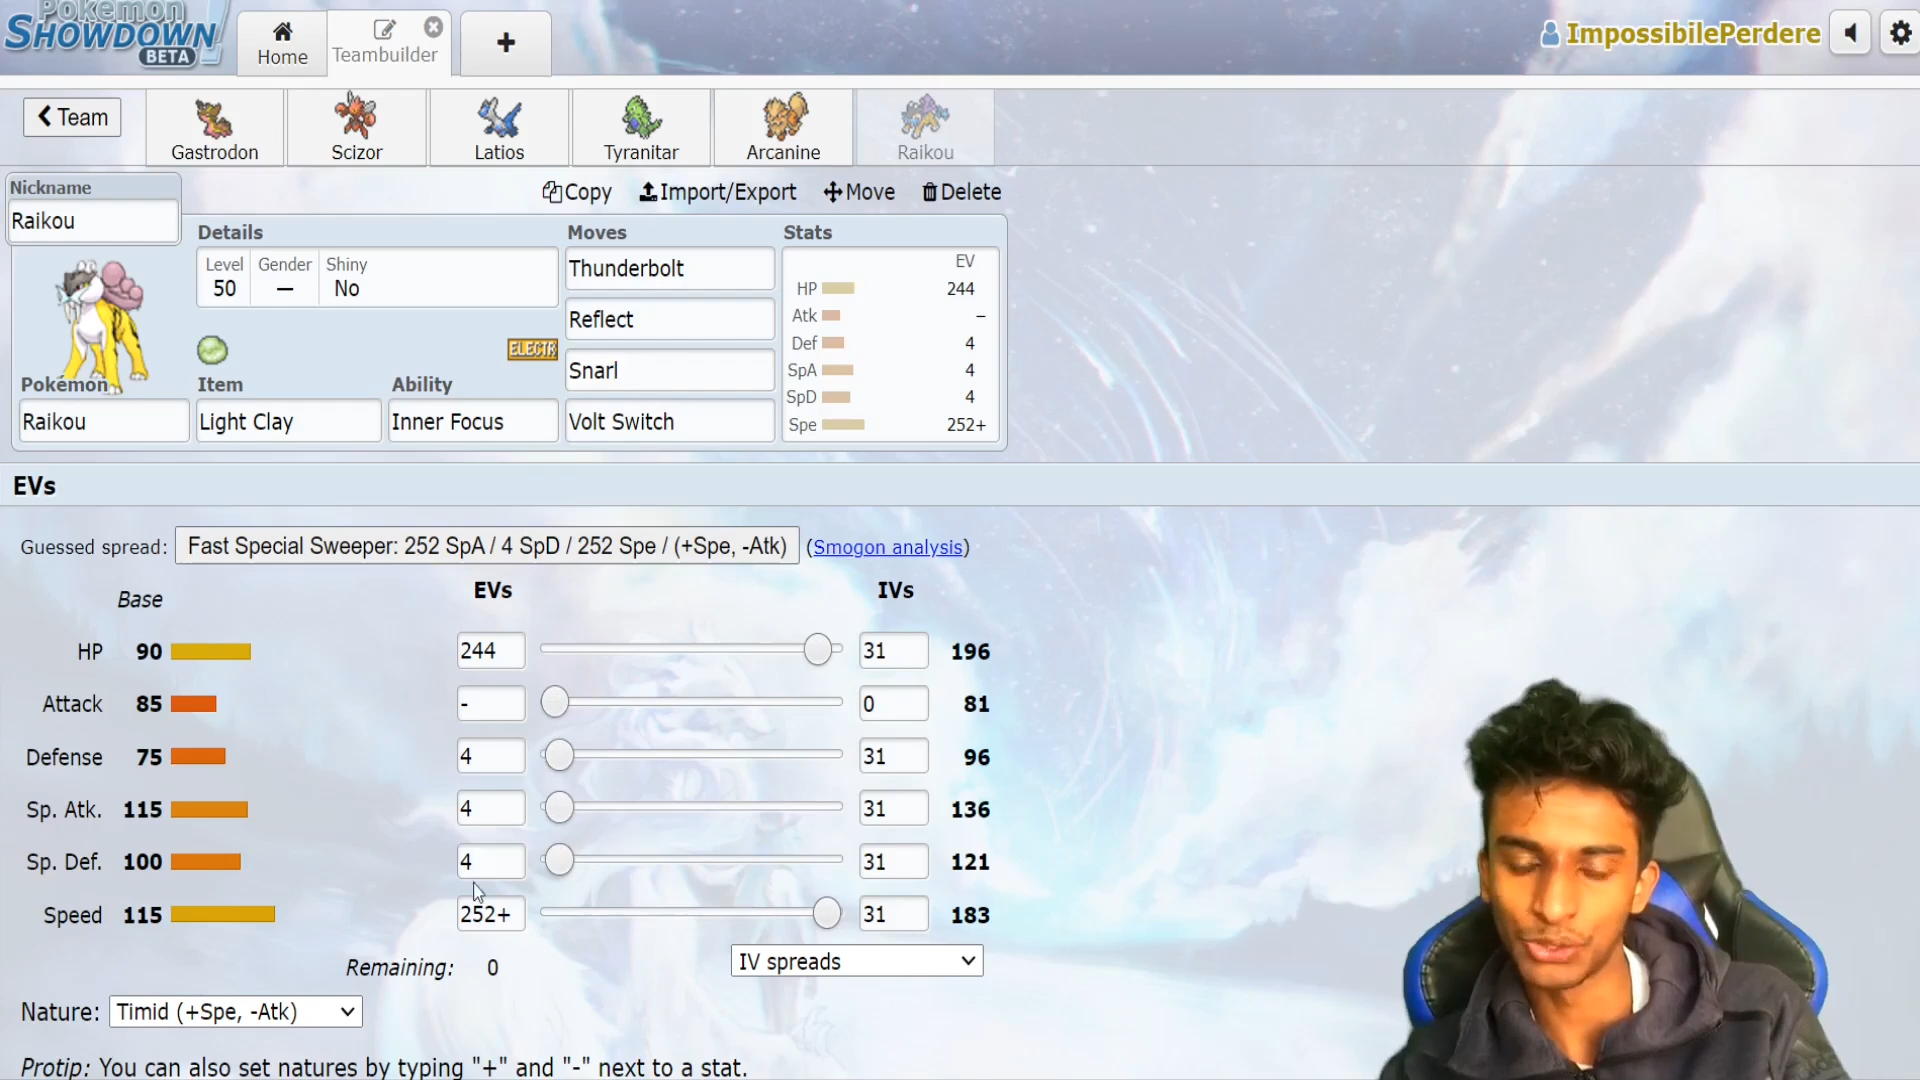 Pokémon
SHOWDOWN
BETA
Home
Teambuilder
+
ImpossibilePerdere
Team
Gastrodon
Scizor
Latios
Tyranitar
Arcanine
Raikou
Nickname
Raikou
Copy
Import/Export
Move
Delete
Details
Level
50
Gender
—
Shiny
No
ELECTR
Pokémon
Raikou
Item
Light Clay
Ability
Inner Focus
Moves
Thunderbolt
Reflect
Snarl
Volt Switch
Stats
EV
HP 244
Atk –
Def 4
SpA 4
SpD 4
Spe 252+
EVs
Guessed spread: Fast Special Sweeper: 252 SpA / 4 SpD / 252 Spe / (+Spe, -Atk) (Smogon analysis)
Base EVs IVs
HP 90 244 31 196
Attack 85 - 0 81
Defense 75 4 31 96
Sp. Atk. 115 4 31 136
Sp. Def. 100 4 31 121
Speed 115 252+ 31 183
Remaining: 0 IV spreads
Nature: Timid (+Spe, -Atk)
Protip: You can also set natures by typing "+" and "-" next to a stat.